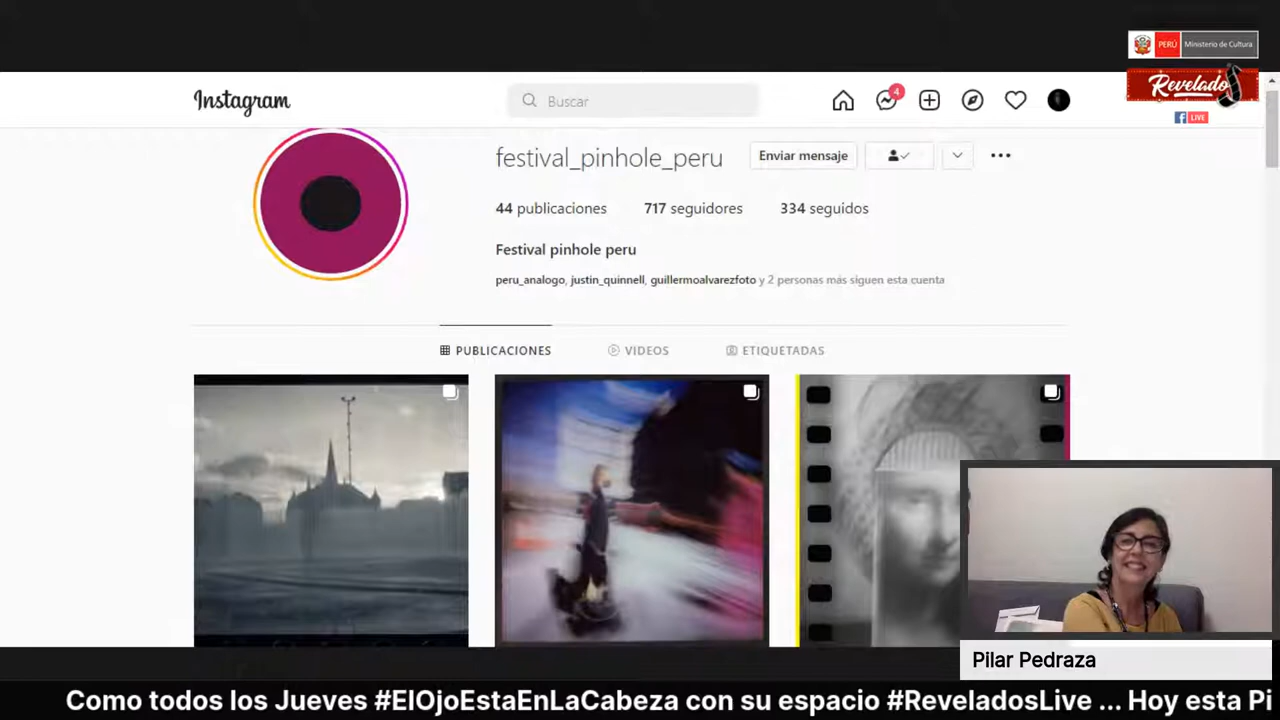 PERÚ Ministerio de Cultura
Instagram
Buscar
4
Revelados
LIVE
festival_pinhole_peru
Enviar mensaje
44 publicaciones 717 seguidores 334 seguidos
Festival pinhole peru
peru_analogo, justin_quinnell, guillermoalvarezfoto y 2 personas más siguen esta cuenta
PUBLICACIONES VIDEOS ETIQUETADAS
Pilar Pedraza
Como todos los Jueves #ElOjoEstaEnLaCabeza con su espacio #ReveladosLive ... Hoy esta Pi